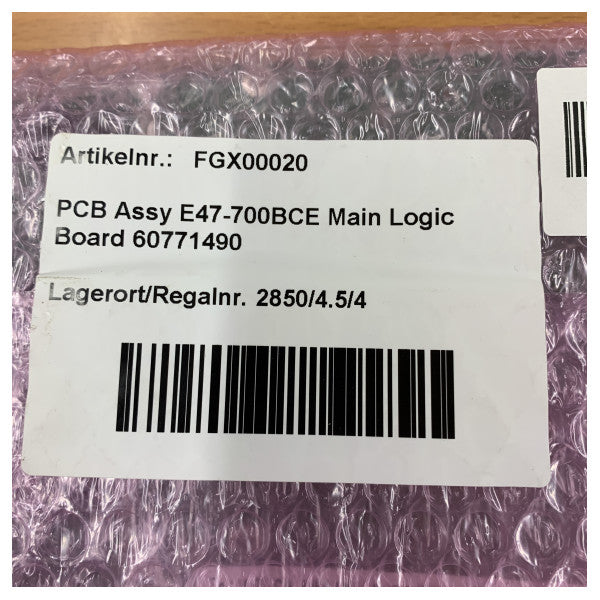 Artikelnr.: FGX00020
PCB Assy E47-700BCE Main Logic
Board 60771490
Lagerort/Regalnr. 2850/4.5/4